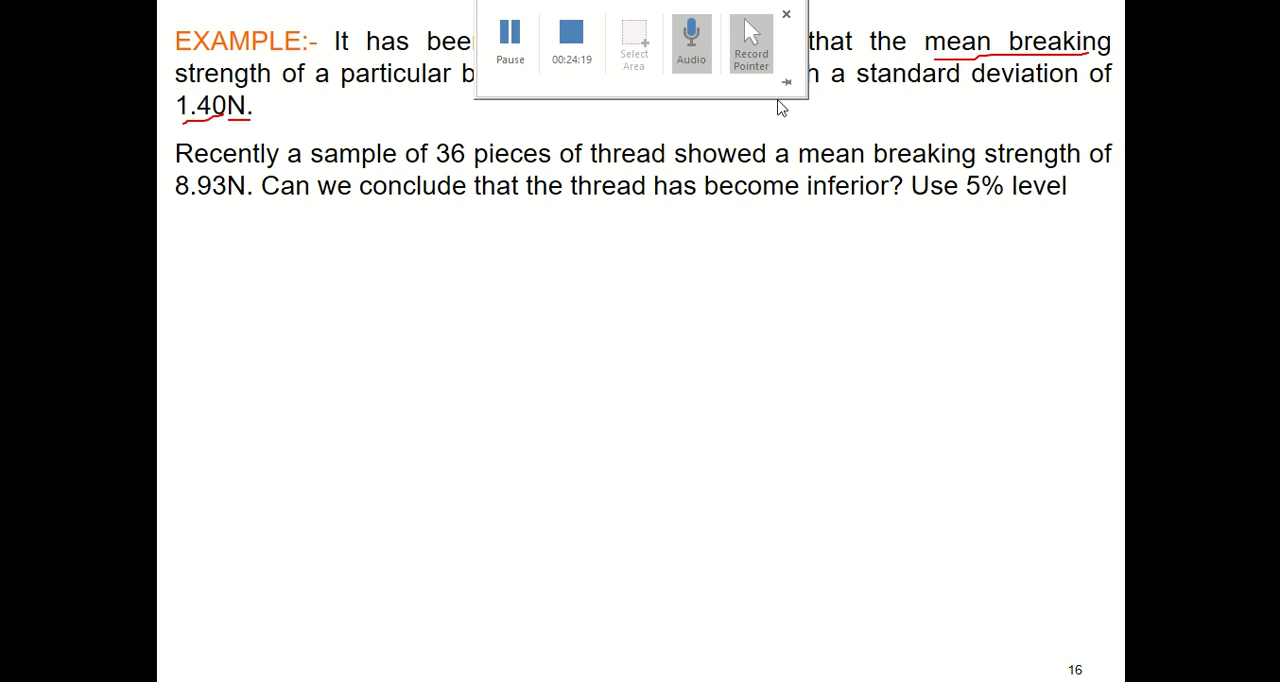 EXAMPLE:- It has that the mean breaking
strength of a particular a standard deviation of
1.40N.
Recently a sample of 36 pieces of thread showed a mean breaking strength of
8.93N. Can we conclude that the thread has become inferior? Use 5% level
Pause
00:24:19
Select
Area
Audio
Record
Pointer
16